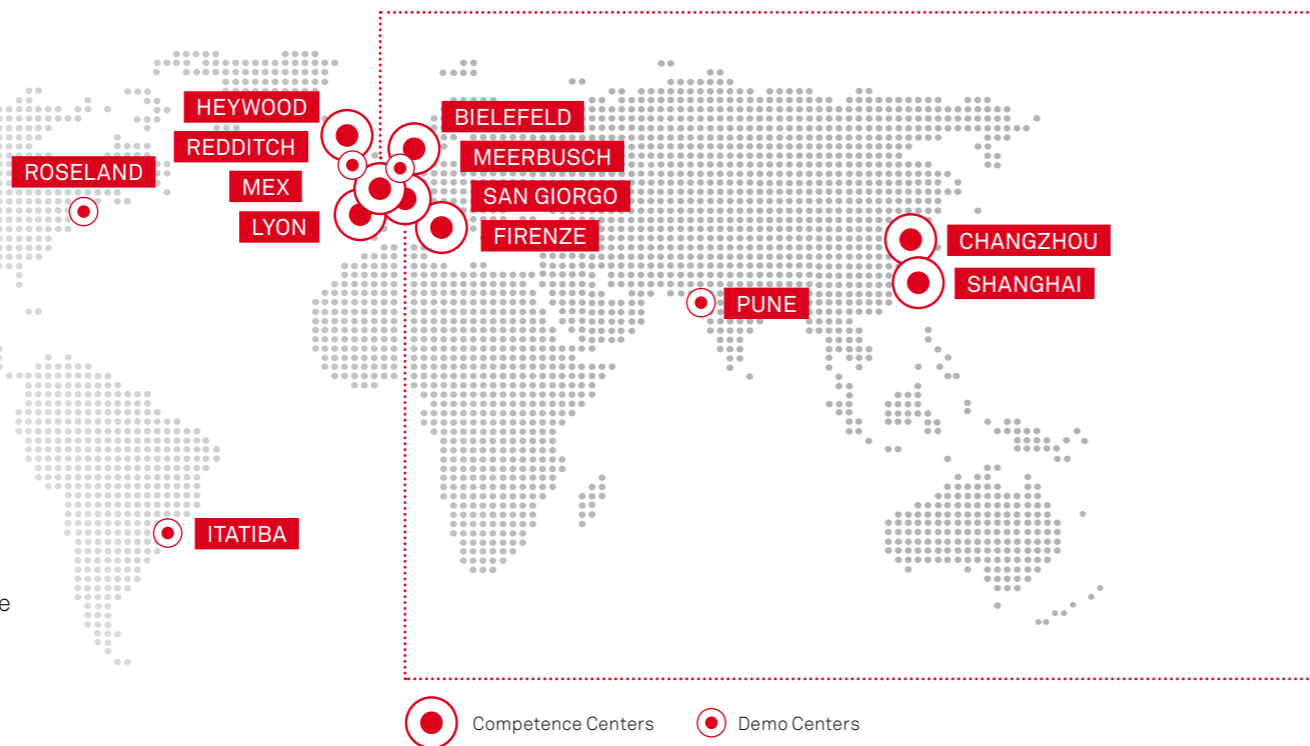 HEYWOOD
REDDITCH
ROSELAND
MEX
LYON
BIELEFELD
MEERBUSCH
SAN GIORGO
FIRENZE
CHANGZHOU
SHANGHAI
PUNE
ITATIBA
e
Competence Centers
Demo Centers